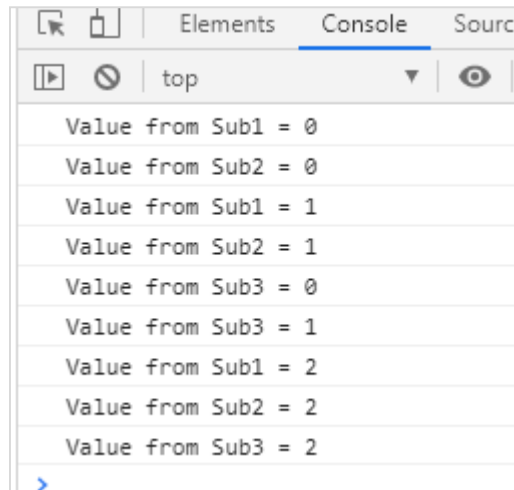 Elements Console Sourc
top
Value from Sub1 = 0
Value from Sub2 = 0
Value from Sub1 = 1
Value from Sub2 = 1
Value from Sub3 = 0
Value from Sub3 = 1
Value from Sub1 = 2
Value from Sub2 = 2
Value from Sub3 = 2